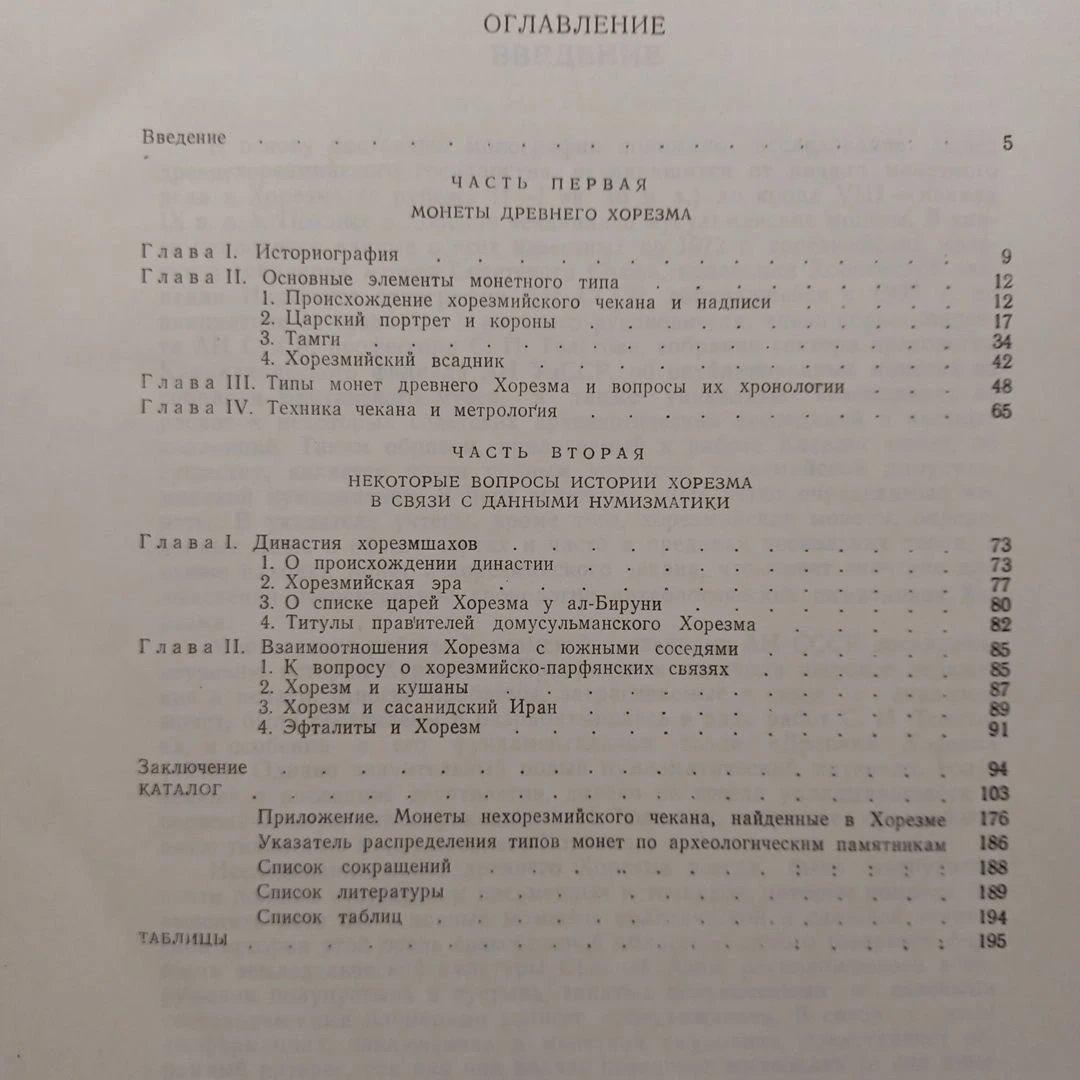 ОГЛАВЛЕНИЕ
Введение . . . . . . . . . . . . . . . . . . . . 5
ЧАСТЬ ПЕРВАЯ
МОНЕТЫ ДРЕВНЕГО ХОРЕЗМА
Глава I. Историография . . . . . . . . . . . . . . . 9
Глава II. Основные элементы монетного типа . . . . . . . . 12
1. Происхождение хорезмийского чекана и надписи . . . . 12
2. Царский портрет и короны . . . . . . . . . . 17
3. Тамги . . . . . . . . . . . . . . . 34
4. Хорезмийский всадник . . . . . . . . . . . 42
Глава III. Типы монет древнего Хорезма и вопросы их хронологии . . . 48
Глава IV. Техника чекана и метрология . . . . . . . . . . 65
ЧАСТЬ ВТОРАЯ
НЕКОТОРЫЕ ВОПРОСЫ ИСТОРИИ ХОРЕЗМА
В СВЯЗИ С ДАННЫМИ НУМИЗМАТИКИ
Глава I. Династия хорезмшахов . . . . . . . . . . . . 73
1. О происхождении династии . . . . . . . . . . 73
2. Хорезмийская эра . . . . . . . . . . . . 77
3. О списке царей Хорезма у ал-Бируни . . . . . . . 80
4. Титулы правителей домусульманского Хорезма . . . . 82
Глава II. Взаимоотношения Хорезма с южными соседями . . . . . 85
1. К вопросу о хорезмийско-парфянских связях . . . . . 85
2. Хорезм и кушаны . . . . . . . . . . . . 87
3. Хорезм и сасанидский Иран . . . . . . . . . . 89
4. Эфталиты и Хорезм . . . . . . . . . . . . 91
Заключение . . . . . . . . . . . . . . . . . . . 94
КАТАЛОГ . . . . . . . . . . . . . . . . . . . . 103
Приложение. Монеты нехорезмийского чекана, найденные в Хорезме 176
Указатель распределения типов монет по археологическим памятникам 186
Список сокращений . . . . . . . . . . . . 188
Список литературы . . . . . . . . . . . . 189
Список таблиц . . . . . . . . . . . . . 194
ТАБЛИЦЫ . . . . . . . . . . . . . . . . . . . . 195